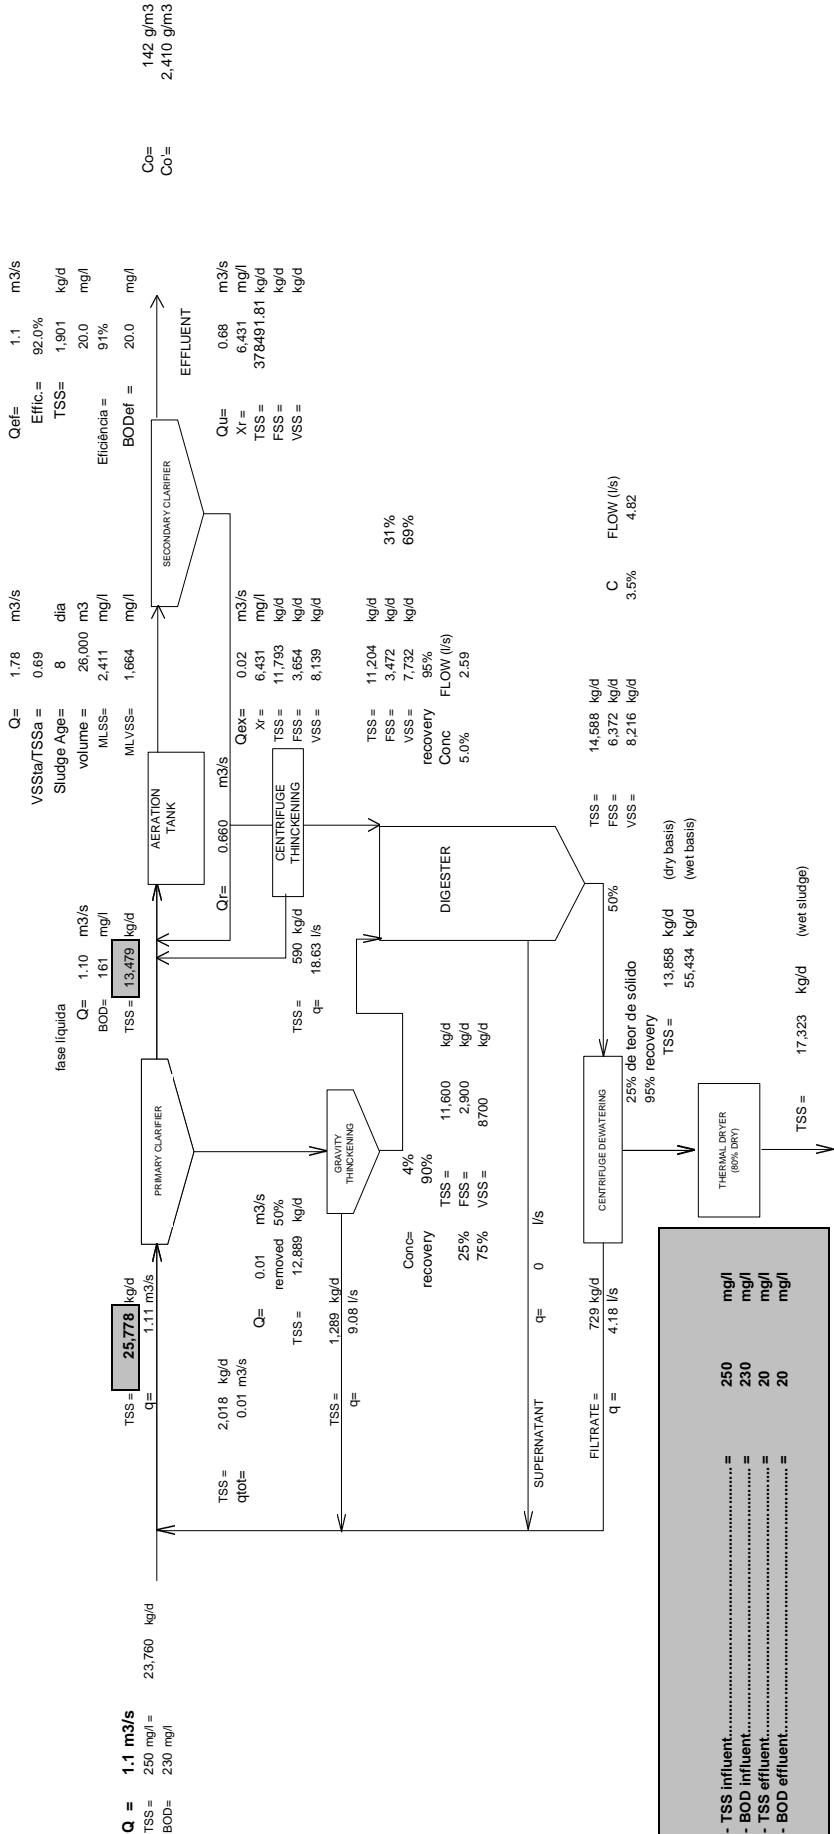 Q = 1.1 m3/s
TSS = 250 mg/l = 23,760 kg/d
BOD= 230 mg/l
TSS = 25,778 kg/d
q= 1.11 m3/s
TSS = 2,018 kg/d
qtot= 0.01 m3/s
PRIMARY CLARIFIER
Q= 0.01 m3/s
removed 50%
TSS = 12,889 kg/d
fase líquida
Q= 1.10 m3/s
BOD= 161 mg/l
TSS = 13,479 kg/d
AERATION
TANK
Q= 1.78 m3/s
VSSta/TSSa = 0.69
Sludge Age= 8 dia
volume = 26,000 m3
MLSS= 2,411 mg/l
MLVSS= 1,664 mg/l
SECONDARY CLARIFIER
Qef= 1.1 m3/s
Effic.= 92.0%
TSS= 1,901 kg/d
20.0 mg/l
Eficiência = 91%
BODef = 20.0 mg/l
EFFLUENT
Co= 142 g/m3
Co'= 2,410 g/m3
Qu= 0.68 m3/s
Xr = 6,431 mg/l
TSS = 378491.81 kg/d
FSS = kg/d
VSS = kg/d
Qr= 0.660 m3/s
Qex= 0.02 m3/s
Xr = 6,431 mg/l
TSS = 11,793 kg/d
FSS = 3,654 kg/d
VSS = 8,139 kg/d
CENTRIFUGE
THINCKENING
TSS = 590 kg/d
q= 18.63 l/s
GRAVITY
THINCKENING
TSS = 1,289 kg/d
q= 9.08 l/s
Conc= 4%
recovery 90%
TSS = 11,600 kg/d
25% FSS = 2,900 kg/d
75% VSS = 8700 kg/d
TSS = 11,204 kg/d
FSS = 3,472 kg/d 31%
VSS = 7,732 kg/d 69%
recovery 95%
Conc FLOW (l/s)
5.0% 2.59
DIGESTER
SUPERNATANT q= 0 l/s
50%
TSS = 14,588 kg/d
FSS = 6,372 kg/d C FLOW (l/s)
VSS = 8,216 kg/d 3.5% 4.82
FILTRATE = 729 kg/d
q = 4.18 l/s
CENTRIFUGE DEWATERING
25% de teor de sólido
95% recovery
TSS = 13,858 kg/d (dry basis)
55,434 kg/d (wet basis)
THERMAL DRYER
(80% DRY)
TSS = 17,323 kg/d (wet sludge)
- TSS influent.................................................................... = 250 mg/l
- BOD influent.................................................................... = 230 mg/l
- TSS effluent.................................................................... = 20 mg/l
- BOD effluent.................................................................... = 20 mg/l